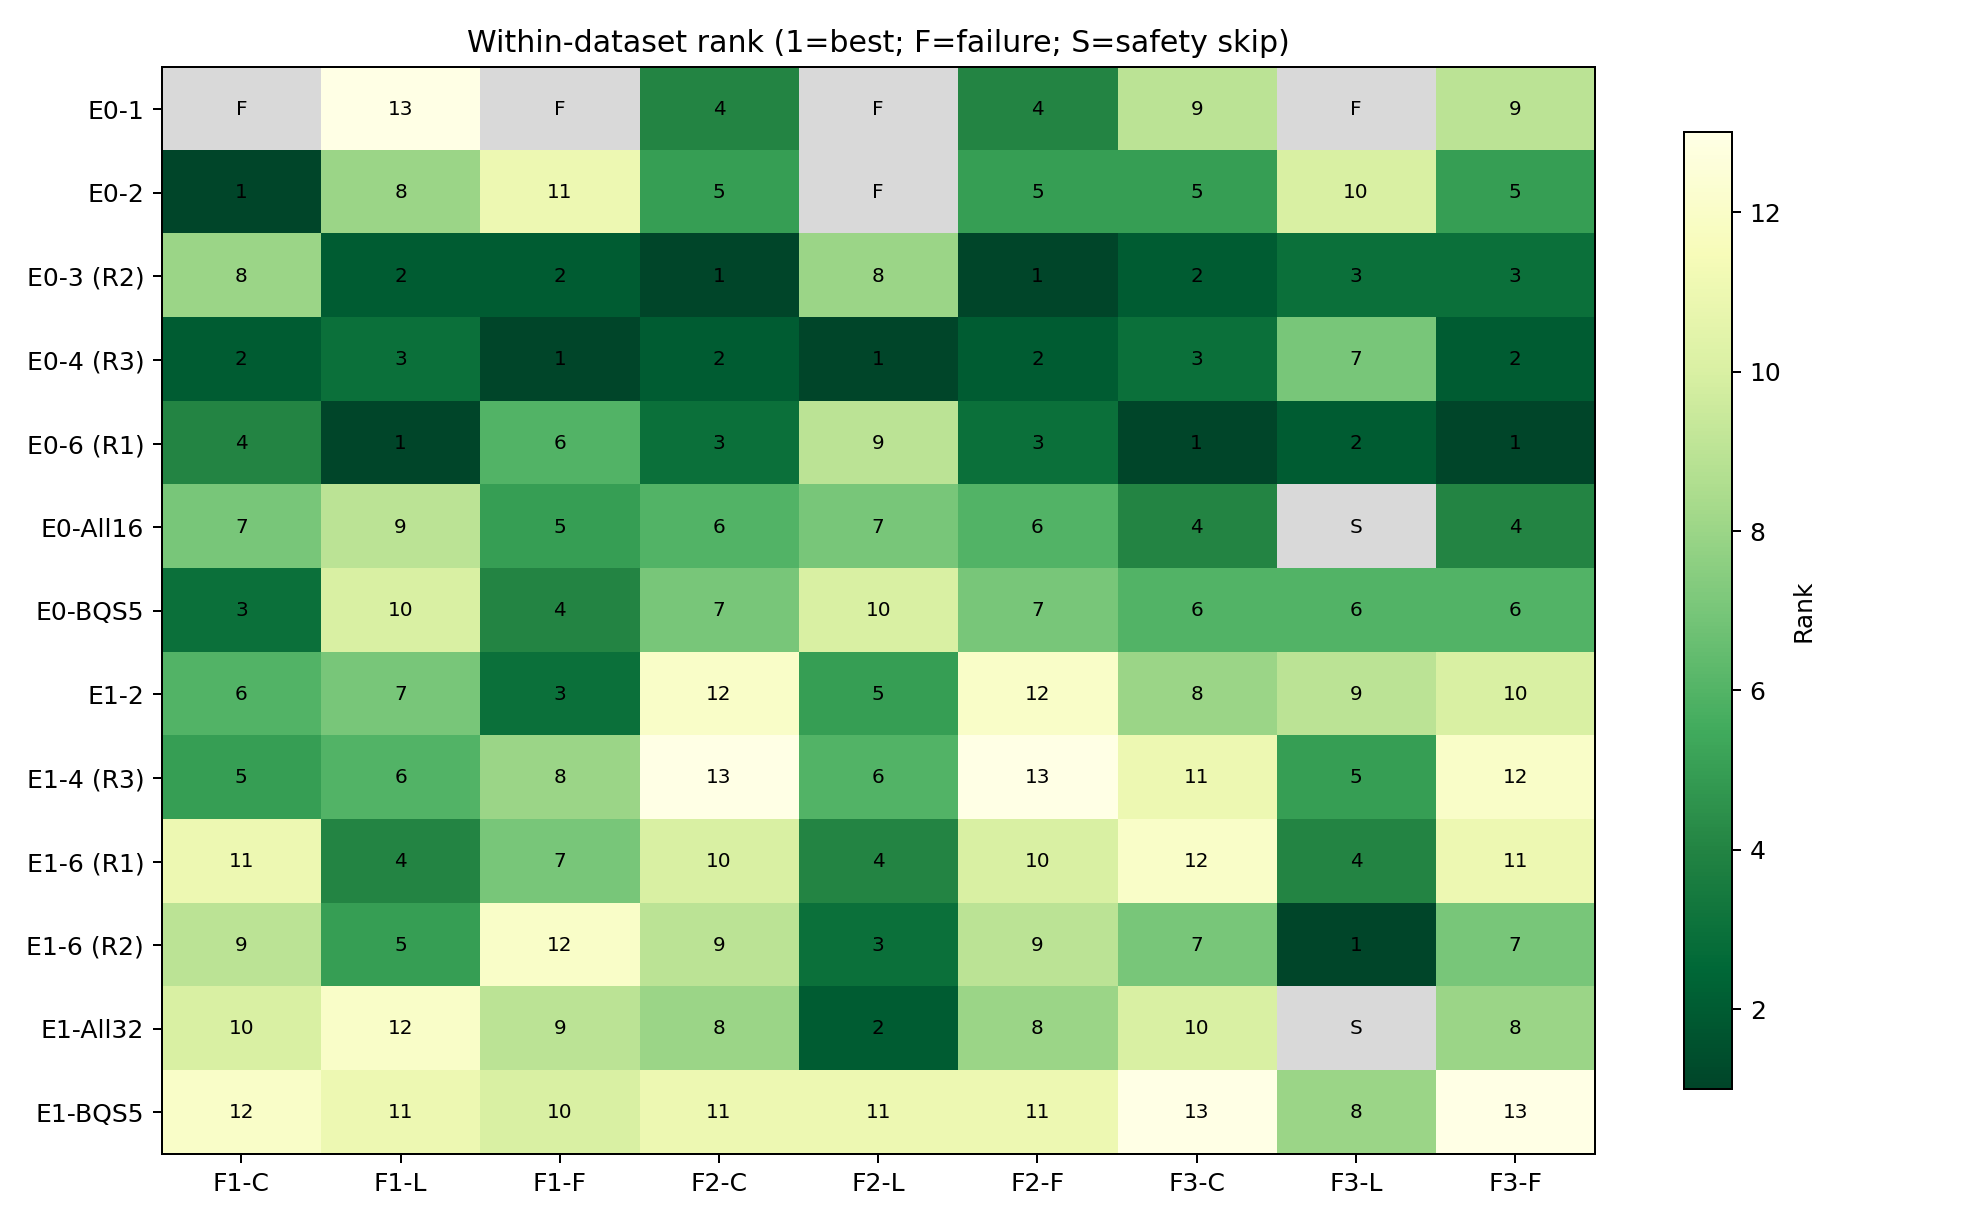 Within-dataset rank (1=best; F=failure; S=safety skip)
E0-1 F 13 F 4 F 4 9 F 9
E0-2 1 8 11 5 F 5 5 10 5
E0-3 (R2) 8 2 2 1 8 1 2 3 3
E0-4 (R3) 2 3 1 2 1 2 3 7 2
E0-6 (R1) 4 1 6 3 9 3 1 2 1
E0-All16 7 9 5 6 7 6 4 S 4
E0-BQS5 3 10 4 7 10 7 6 6 6
E1-2 6 7 3 12 5 12 8 9 10
E1-4 (R3) 5 6 8 13 6 13 11 5 12
E1-6 (R1) 11 4 7 10 4 10 12 4 11
E1-6 (R2) 9 5 12 9 3 9 7 1 7
E1-All32 10 12 9 8 2 8 10 S 8
E1-BQS5 12 11 10 11 11 11 13 8 13
F1-C F1-L F1-F F2-C F2-L F2-F F3-C F3-L F3-F
12
10
8
6
4
2
Rank